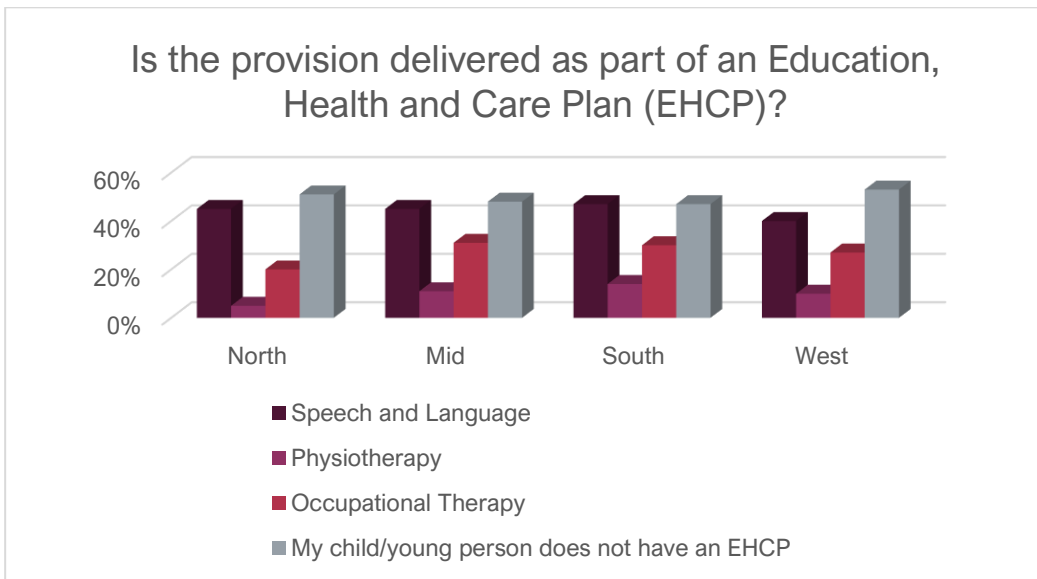 Is the provision delivered as part of an Education,
Health and Care Plan (EHCP)?
60%
40%
20%
0%
North Mid South West
Speech and Language
Physiotherapy
Occupational Therapy
My child/young person does not have an EHCP